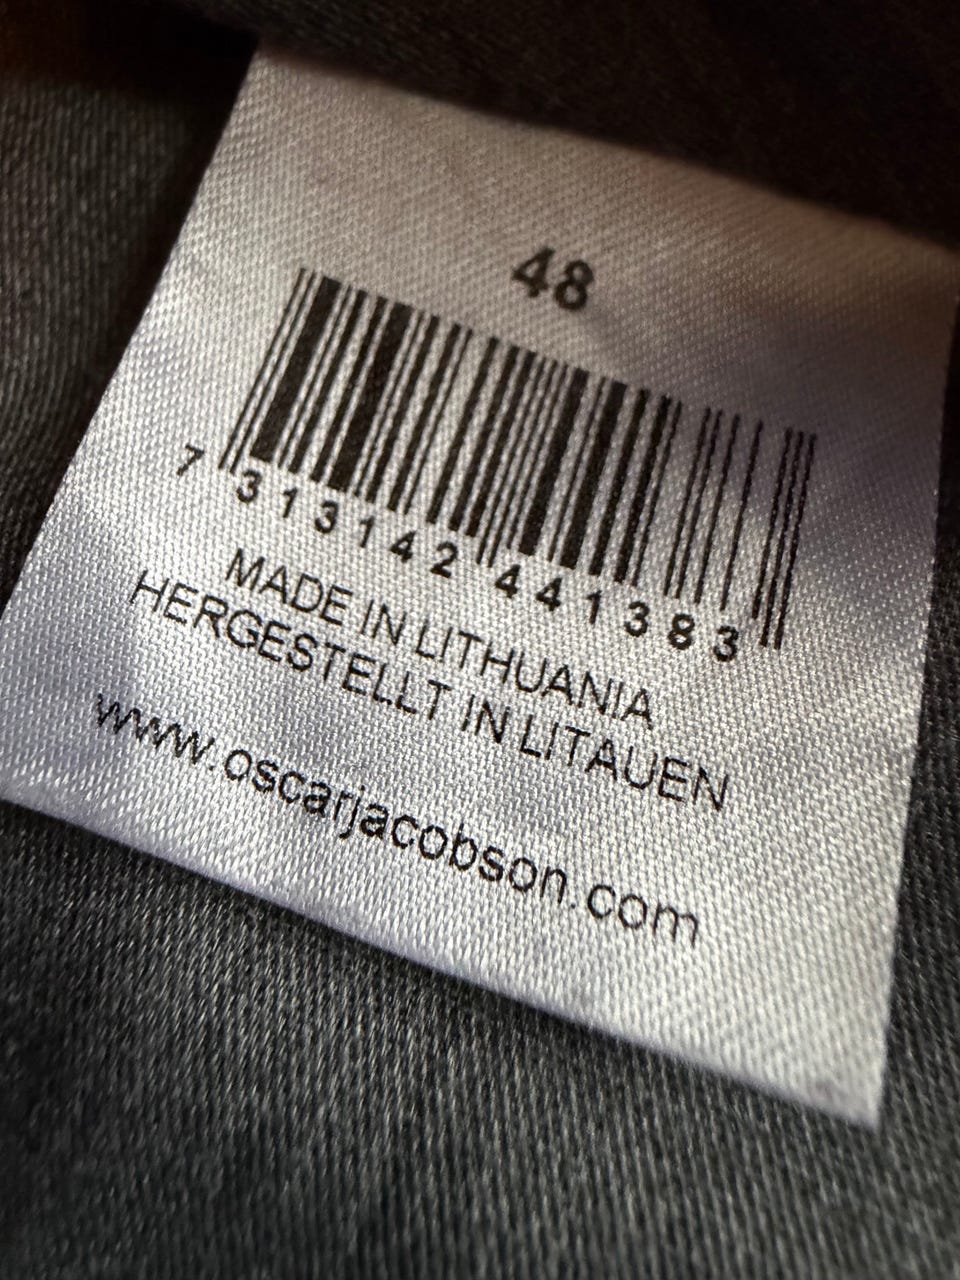 48
7 313142 441383
MADE IN LITHUANIA
HERGESTELLT IN LITAUEN
www.oscarjacobson.com